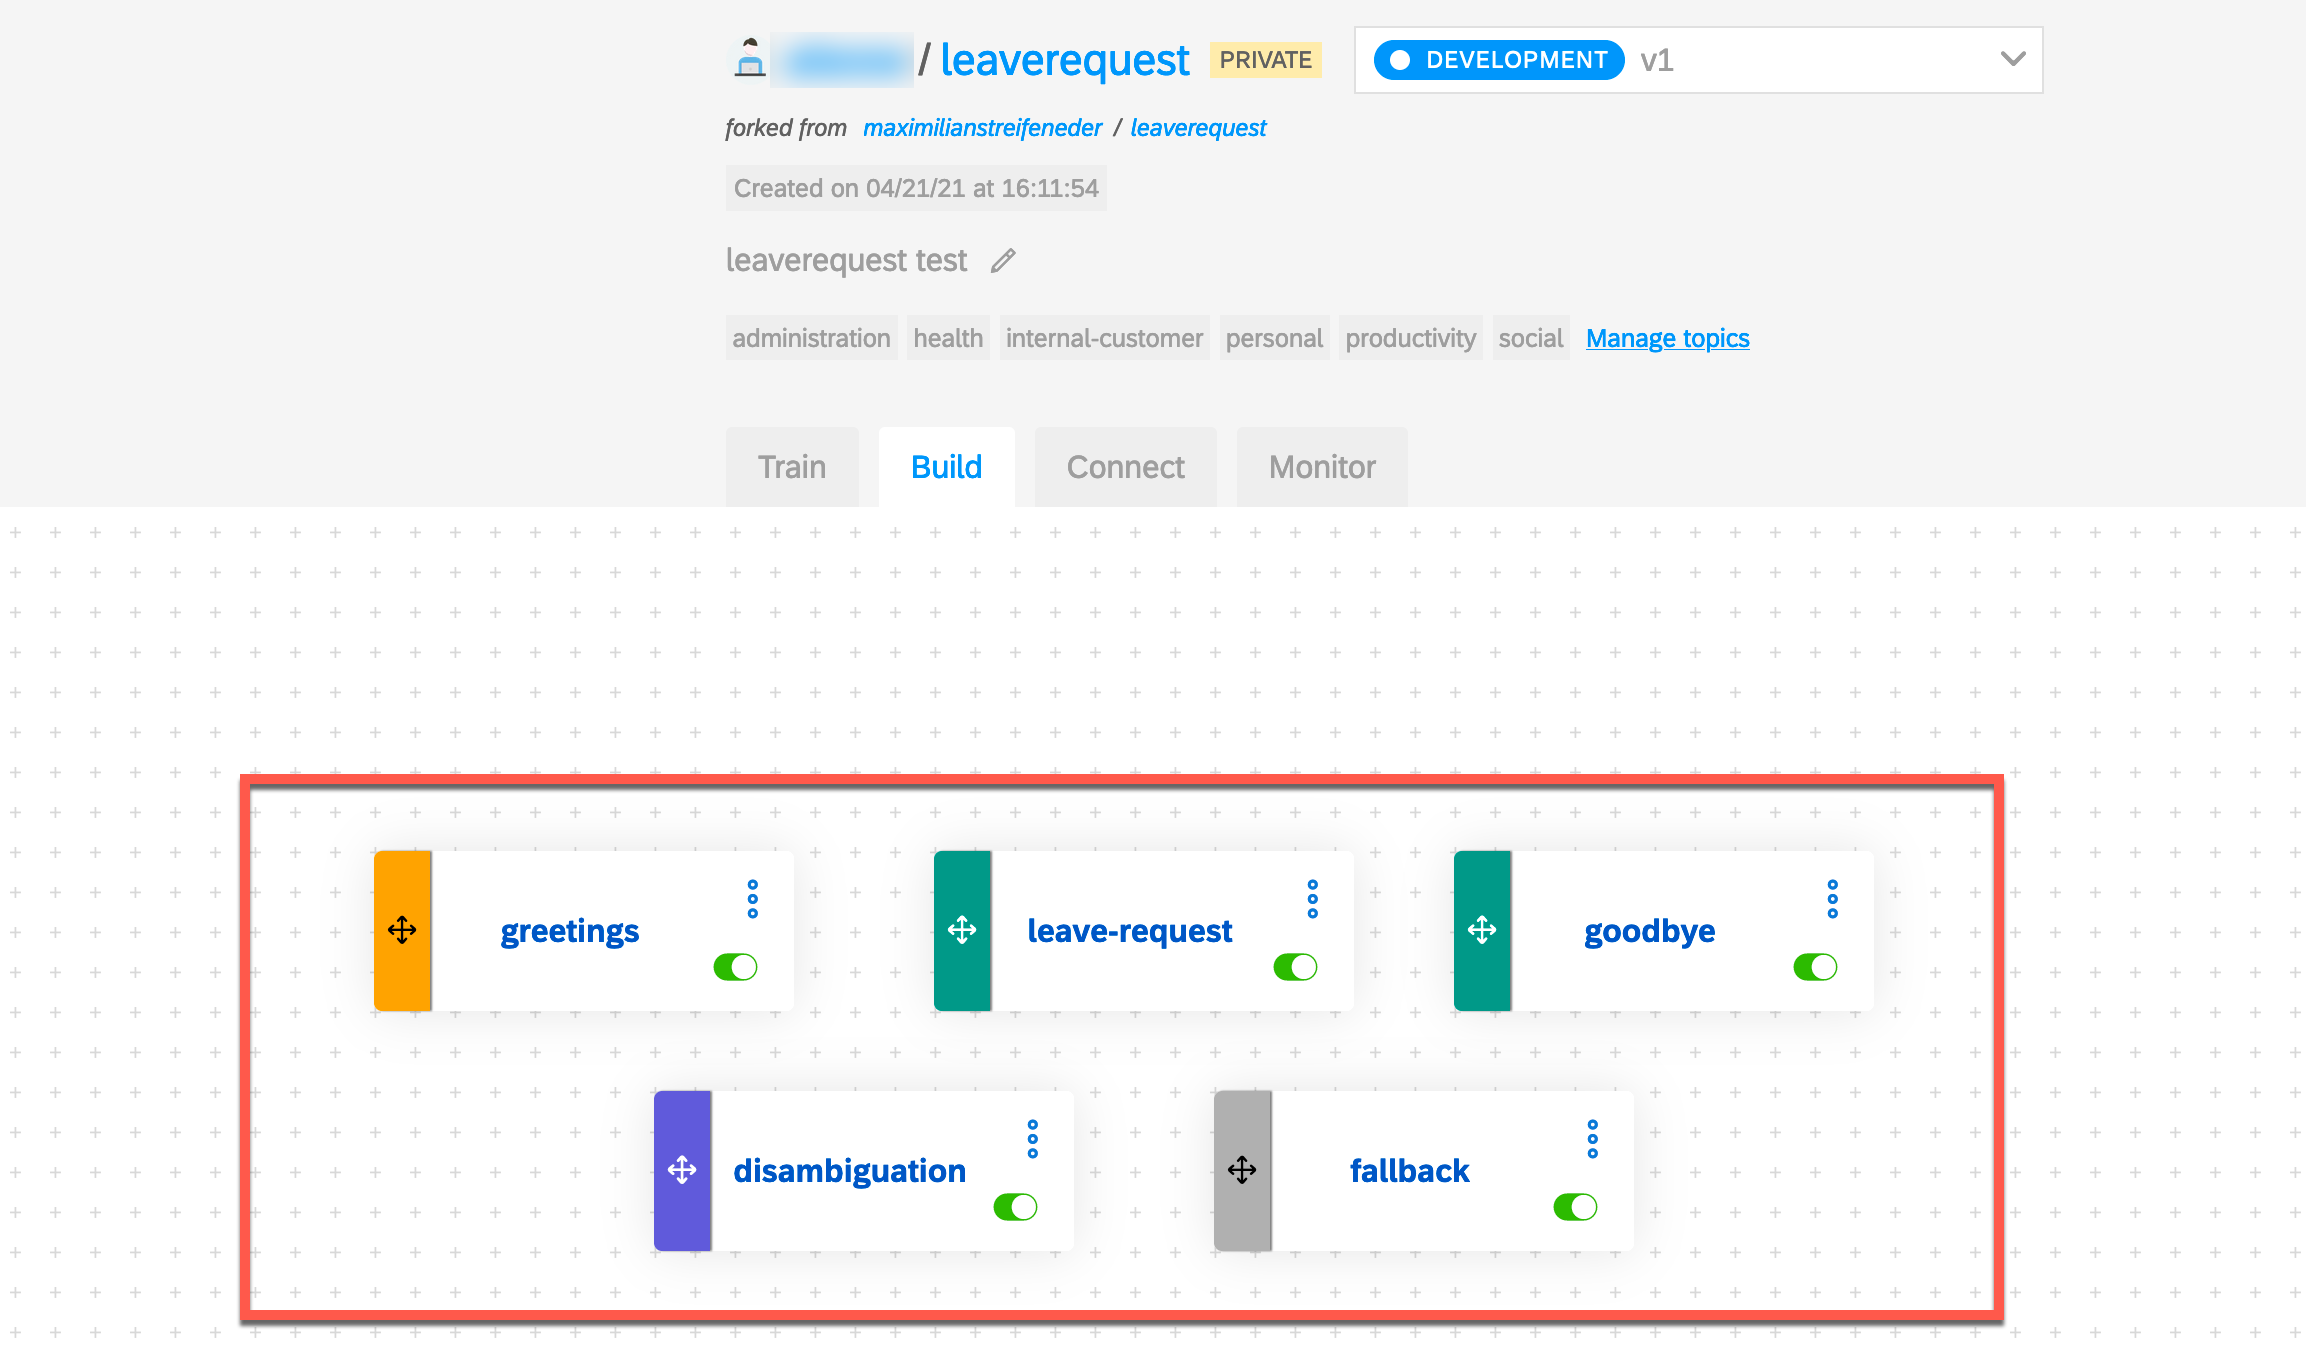 / leaverequest PRIVATE DEVELOPMENT v1
forked from maximilianstreifeneder / leaverequest
Created on 04/21/21 at 16:11:54
leaverequest test
administration health internal-customer personal productivity social Manage topics
Train Build Connect Monitor
greetings leave-request goodbye
disambiguation fallback